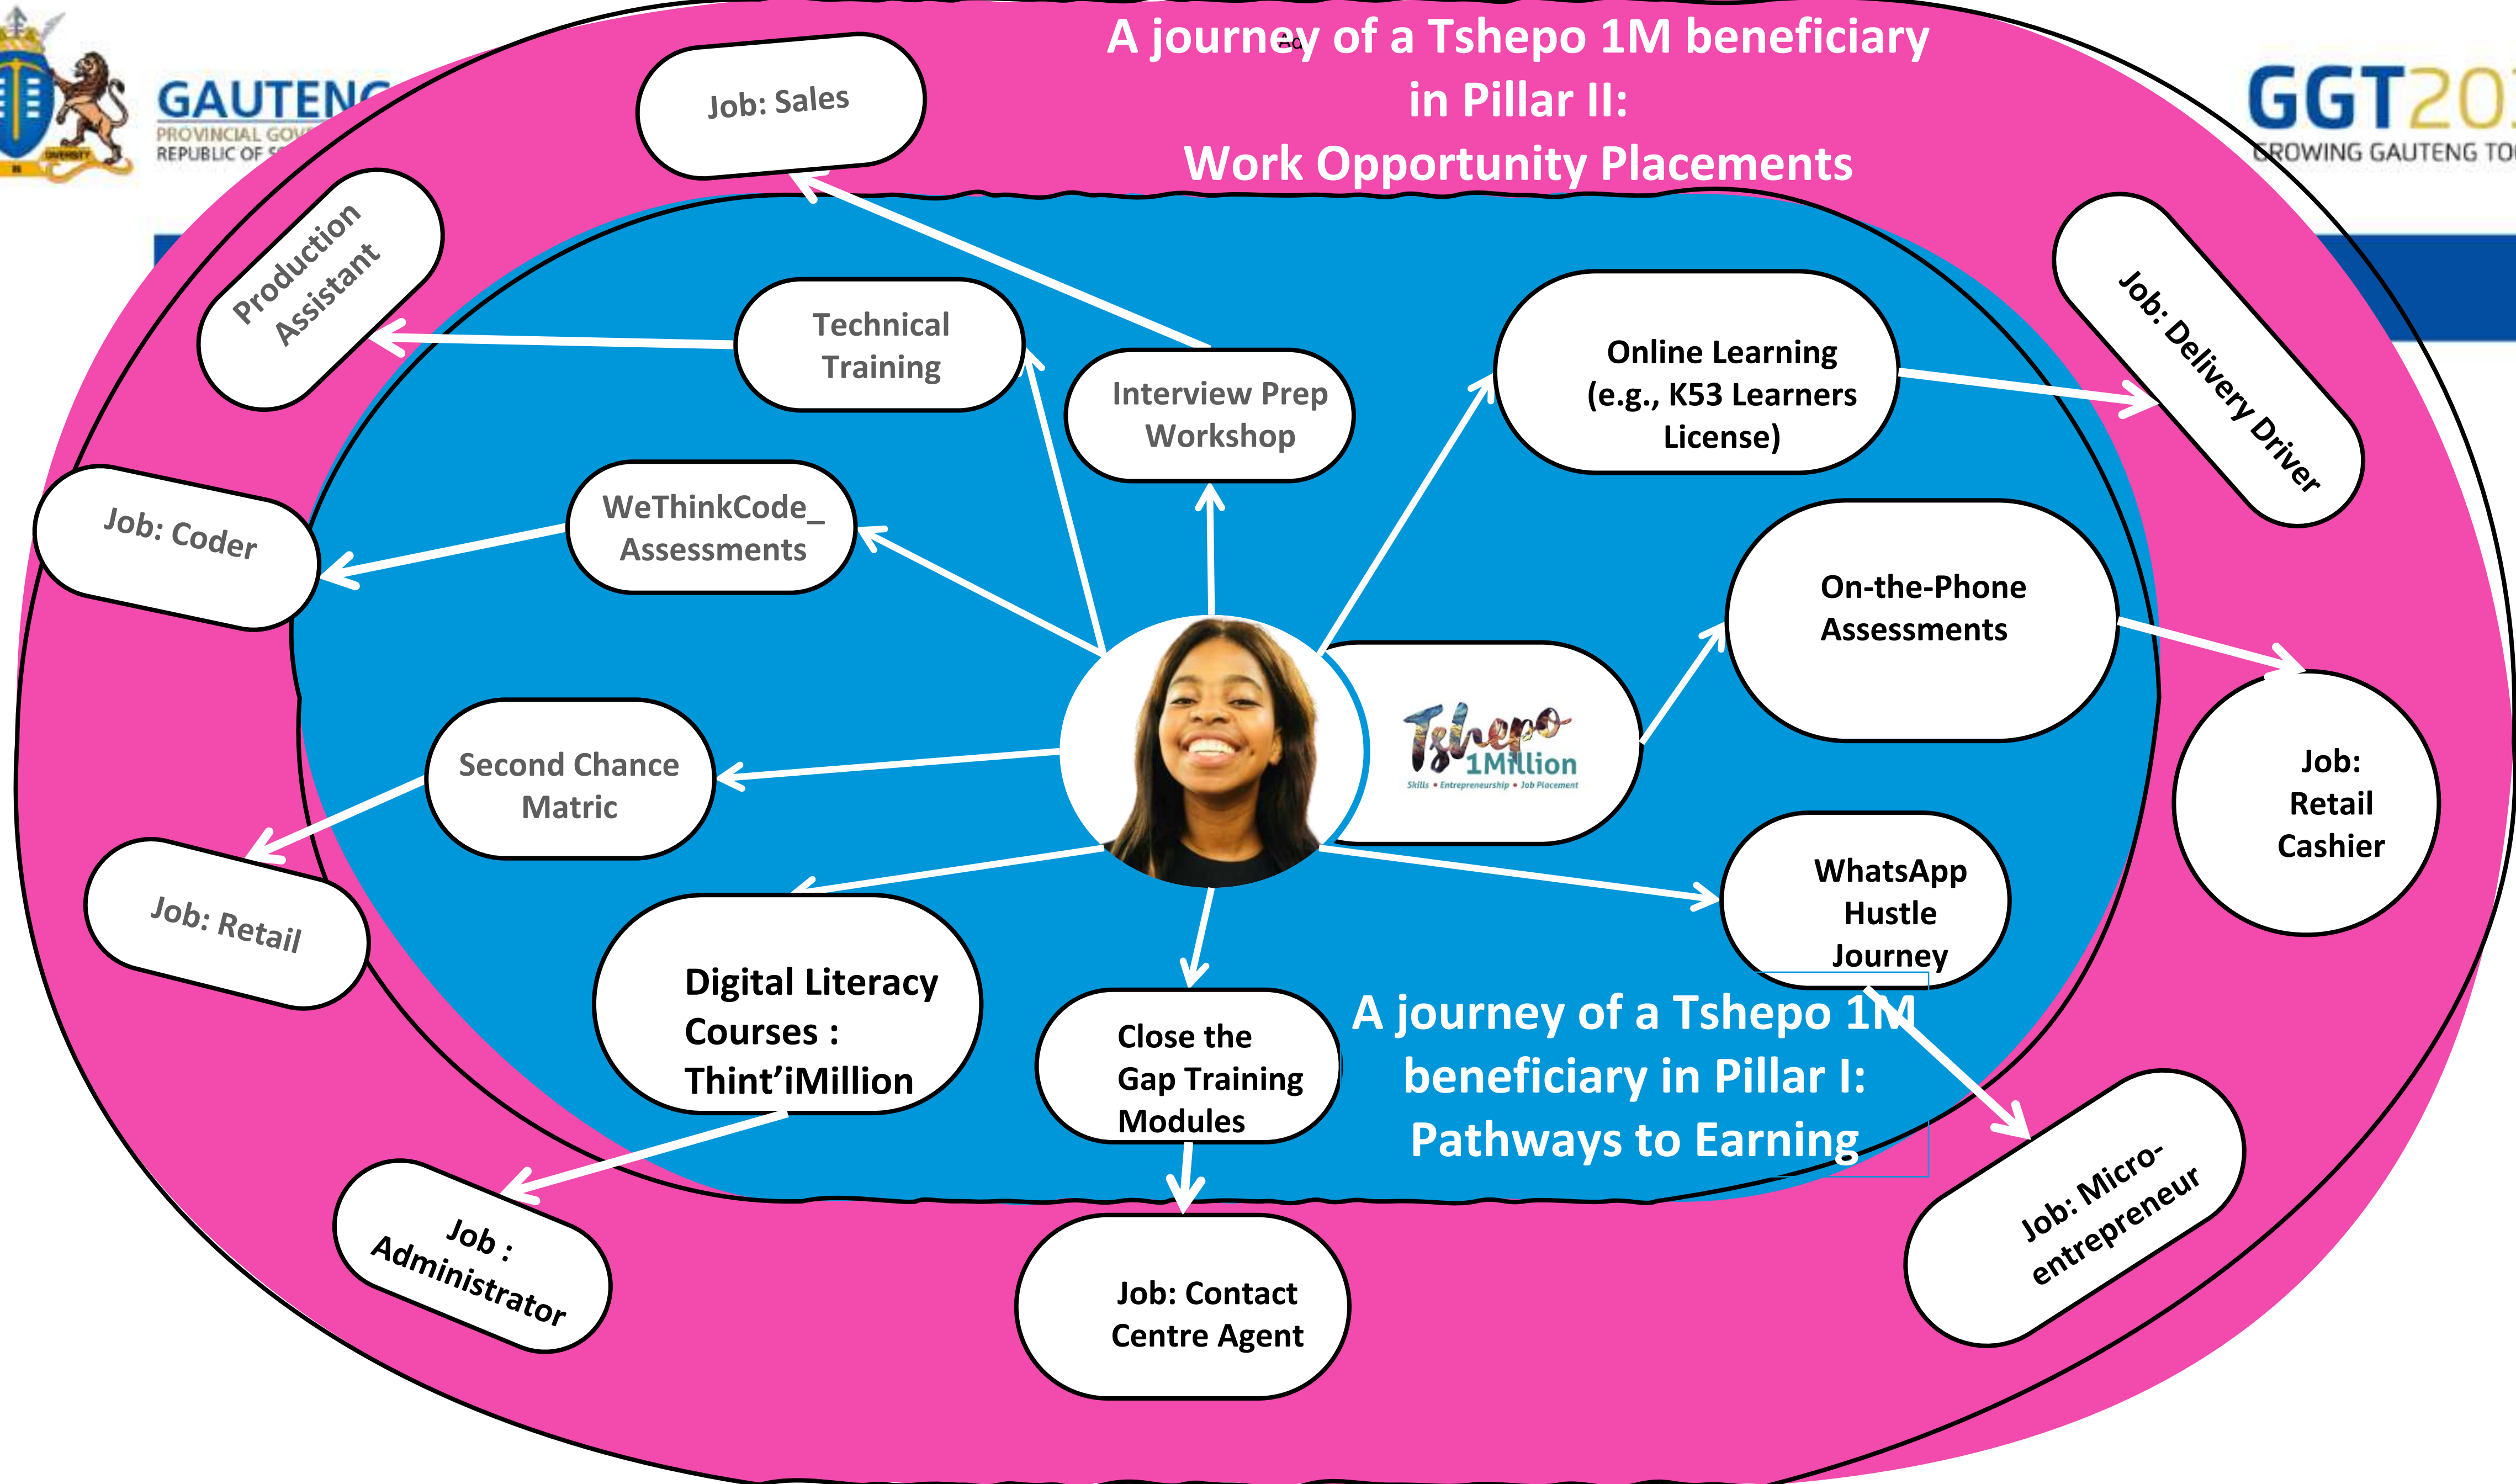 A journey of a Tshepo 1M beneficiary
in Pillar II:
Work Opportunity Placements
GAUTENG
PROVINCIAL
REPUBLIC OF
DIVERSITY
GGT
GROWING GAUTENG
Job: Sales
Production
Assistant
Technical
Training
Interview Prep
Workshop
Online Learning
(e.g., K53 Learners
License)
Job: Delivery Driver
Job: Coder
WeThinkCode_
Assessments
On-the-Phone
Assessments
Tshepo
1Million
Skills • Entrepreneurship • Job Placement
Second Chance
Matric
Job:
Retail
Cashier
Job: Retail
WhatsApp
Hustle
Journey
Digital Literacy
Courses :
Thint’iMillion
Close the
Gap Training
Modules
A journey of a Tshepo 1M
beneficiary in Pillar I:
Pathways to Earning
Job :
Administrator
Job: Contact
Centre Agent
Job: Micro-
entrepreneur